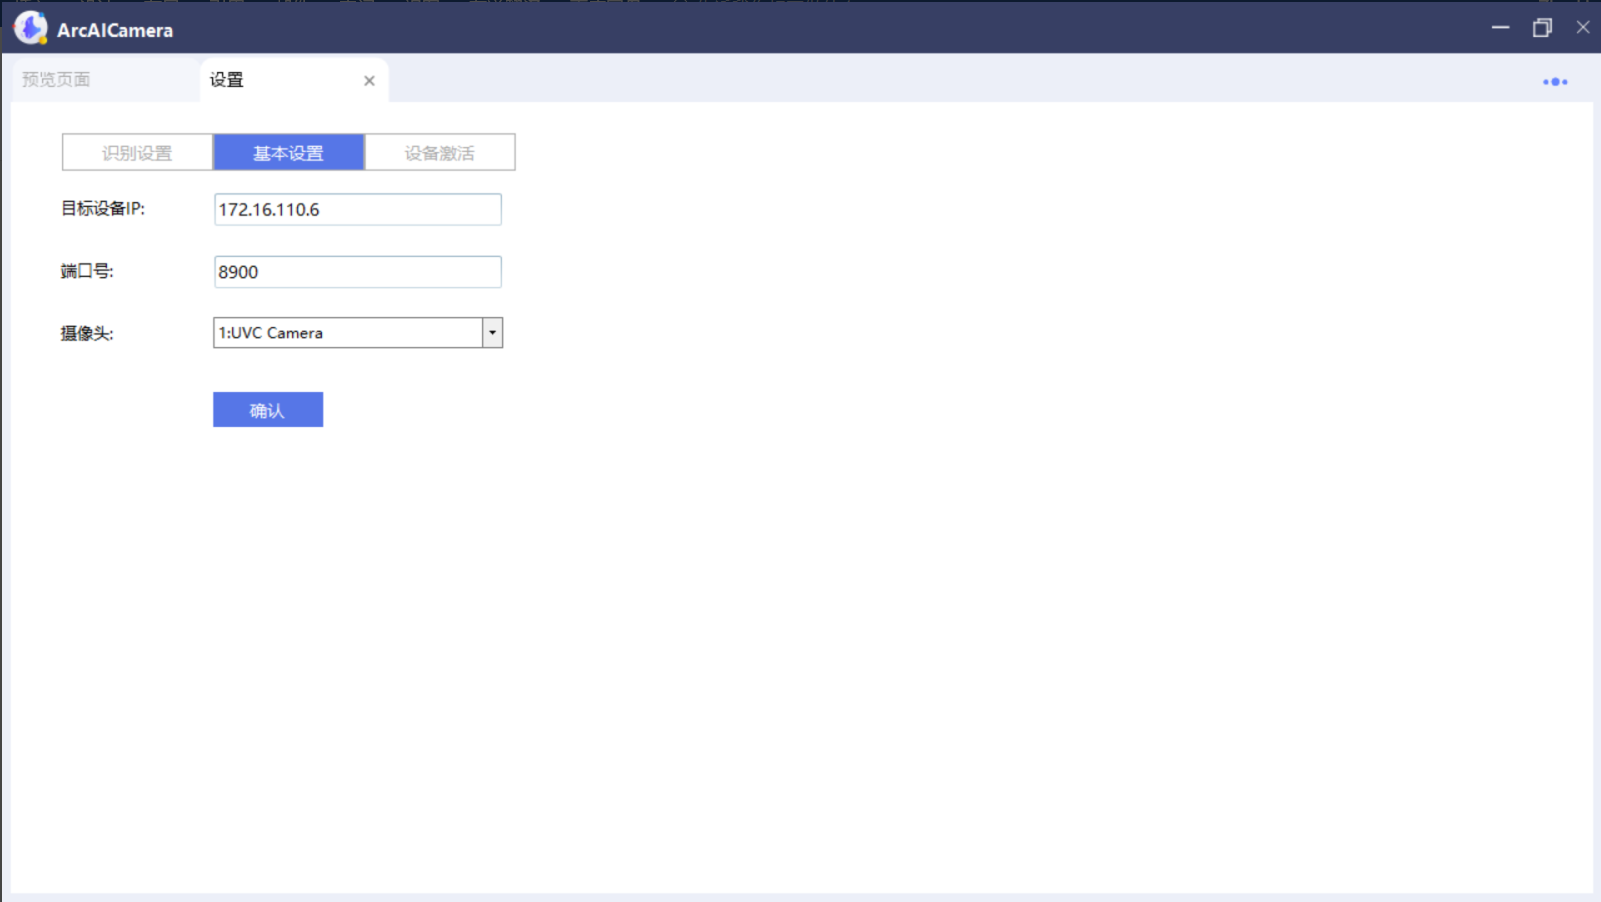 ArcAICamera
预览页面 设置
识别设置 基本设置 设备激活
目标设备IP: 172.16.110.6
端口号: 8900
摄像头: 1:UVC Camera
确认